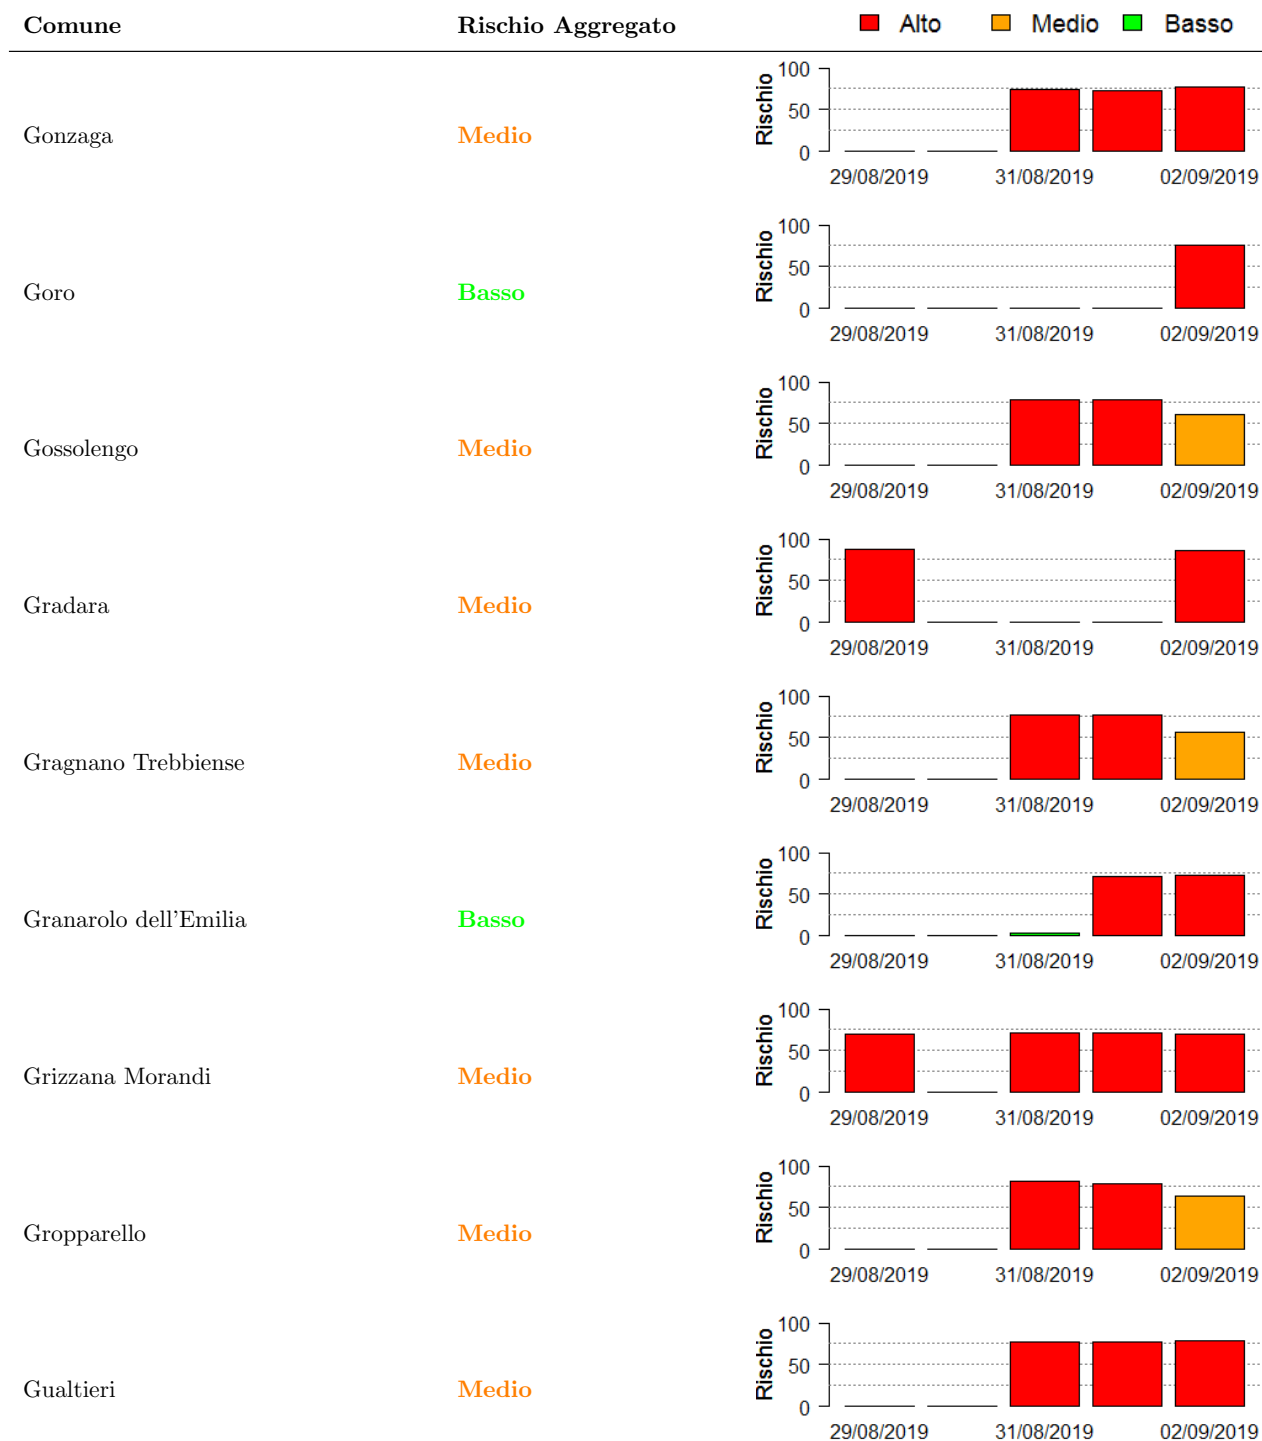 Comune Rischio Aggregato Alto Medio Basso
100
50
0
Rischio
Gonzaga Medio
29/08/2019 31/08/2019 02/09/2019
100
50
0
Rischio
Goro Basso
29/08/2019 31/08/2019 02/09/2019
100
50
0
Rischio
Gossolengo Medio
29/08/2019 31/08/2019 02/09/2019
100
50
0
Rischio
Gradara Medio
29/08/2019 31/08/2019 02/09/2019
100
50
0
Rischio
Gragnano Trebbiense Medio
29/08/2019 31/08/2019 02/09/2019
100
50
0
Rischio
Granarolo dell'Emilia Basso
29/08/2019 31/08/2019 02/09/2019
100
50
0
Rischio
Grizzana Morandi Medio
29/08/2019 31/08/2019 02/09/2019
100
50
0
Rischio
Gropparello Medio
29/08/2019 31/08/2019 02/09/2019
100
50
0
Rischio
Gualtieri Medio
29/08/2019 31/08/2019 02/09/2019